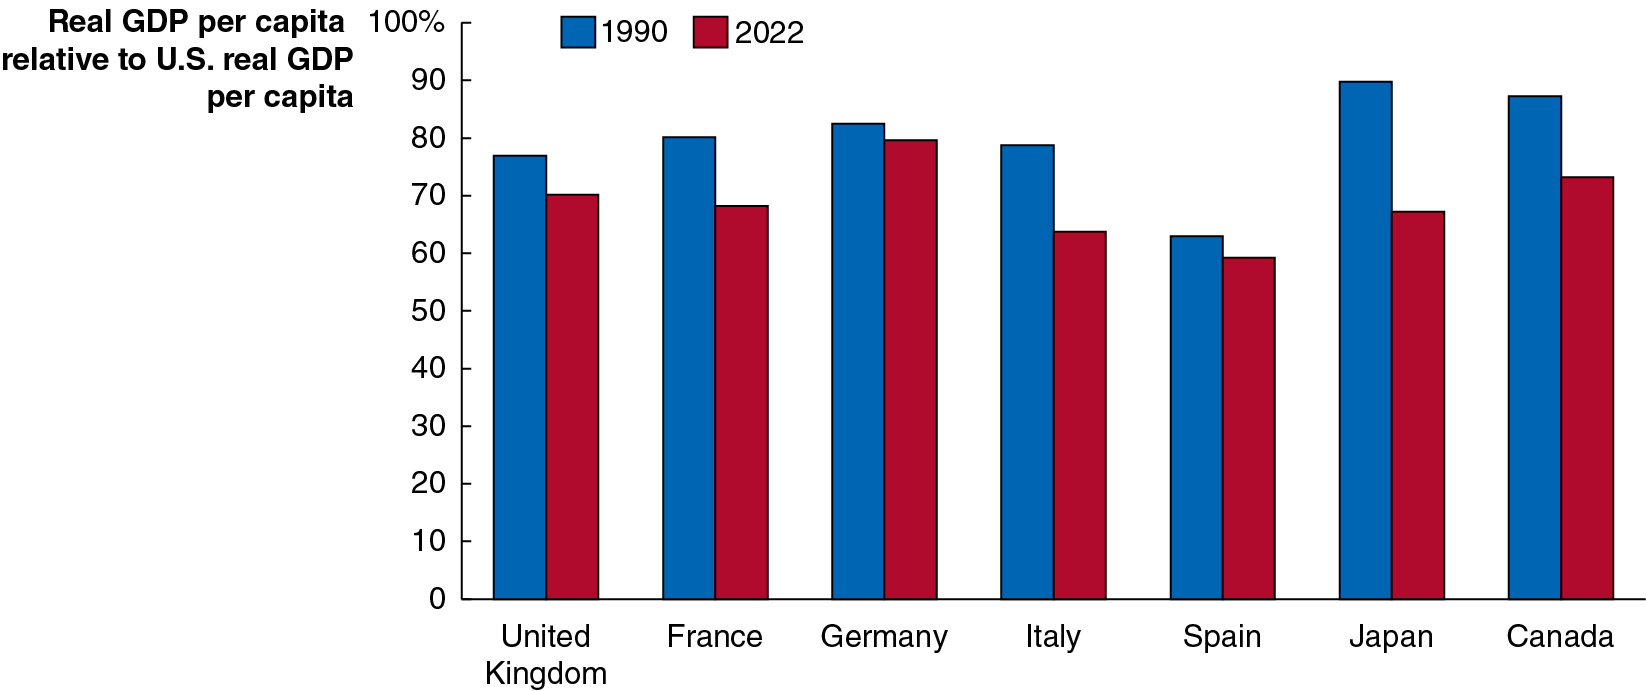 Real GDP per capita
relative to U.S. real GDP
per capita
100%
90
80
70
60
50
40
30
20
10
0
1990
2022
United
Kingdom
France
Germany
Italy
Spain
Japan
Canada